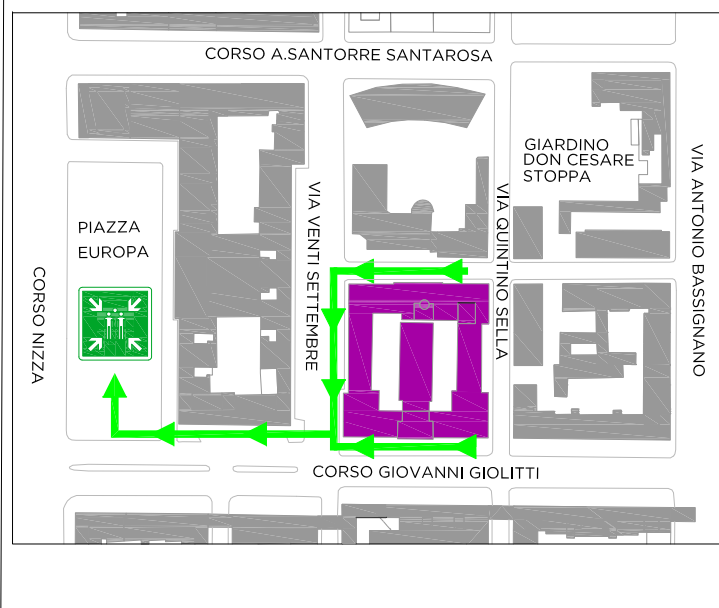 CORSO A.SANTORRE SANTAROSA
GIARDINO
DON CESARE
STOPPA
VIA ANTONIO BASSIGNANO
VIA VENTI SETTEMBRE
VIA QUINTINO SELLA
PIAZZA
EUROPA
CORSO NIZZA
CORSO GIOVANNI GIOLITTI